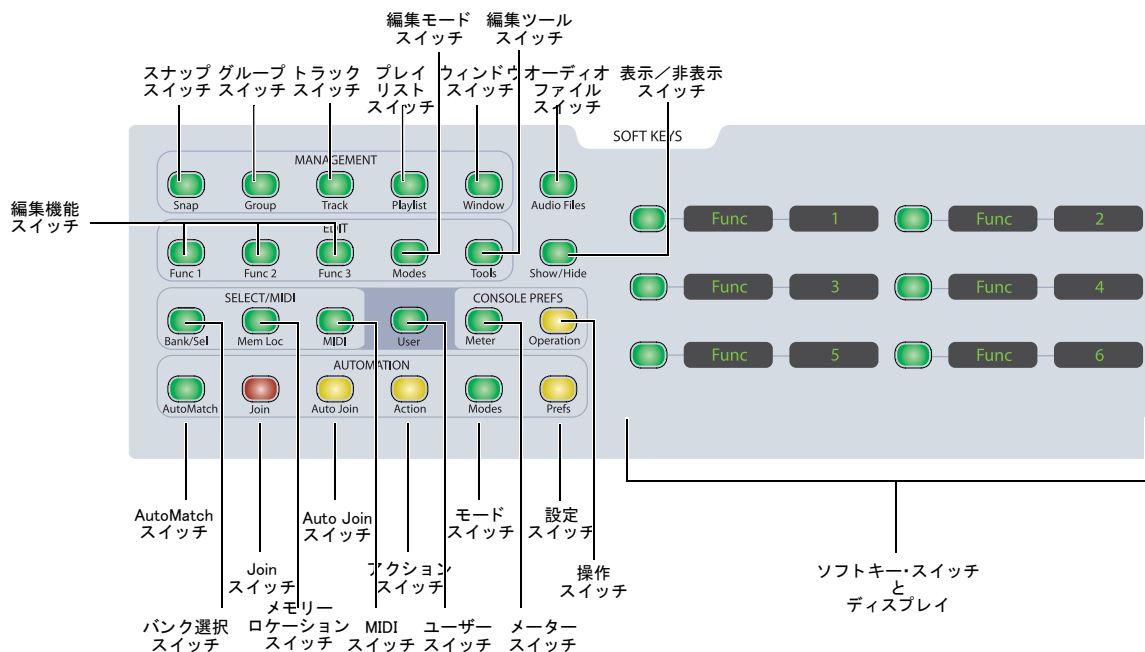 編集モード
スイッチ
編集ツール
スイッチ
スナップ
スイッチ
グループ
スイッチ
トラック
スイッチ
プレイ
リスト
スイッチ
ウィンドウ
スイッチ
オーディオ
ファイル
スイッチ
表示／非表示
スイッチ
SOFT KEYS
MANAGEMENT
Snap Group Track Playlist Window Audio Files
編集機能
スイッチ
EDIT
Func 1 Func 2 Func 3 Modes Tools Show/Hide
Func 1 Func 2
Func 3 Func 4
Func 5 Func 6
SELECT/MIDI CONSOLE PREFS
Bank/Sel Mem Loc MIDI User Meter Operation
AUTOMATION
AutoMatch Join Auto Join Action Modes Prefs
AutoMatch
スイッチ
Join
スイッチ
Auto Join
スイッチ
アクション
スイッチ
モード
スイッチ
設定
スイッチ
操作
スイッチ
ソフトキー・スイッチ
と
ディスプレイ
バンク選択
スイッチ
メモリー
ロケーション
スイッチ
MIDI
スイッチ
ユーザー
スイッチ
メーター
スイッチ